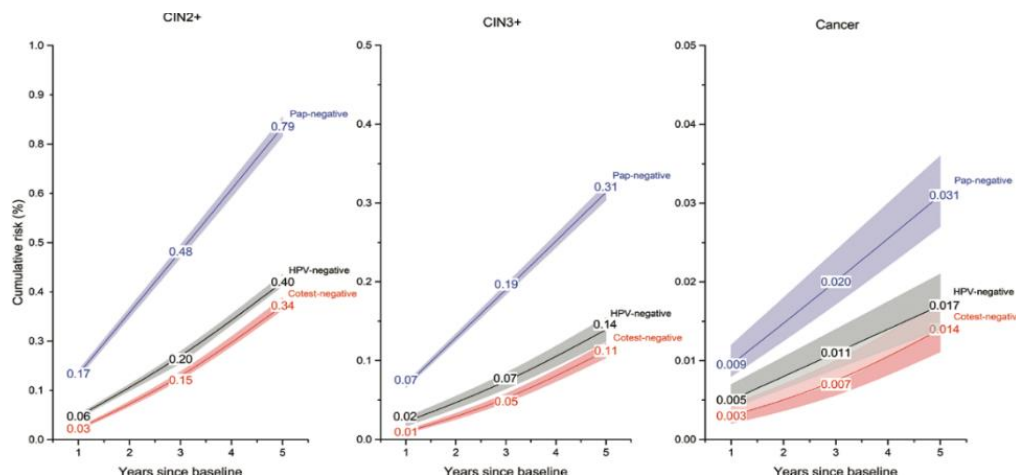 CIN2+
CIN3+
Cancer
Cumulative risk (%)
1.0
0.9
0.8
0.6
0.5
0.4
0.3
0.1
0.0
Pap-negative
0.79
0.48
0.17
HPV-negative
0.40
0.20
0.06
Cotest-negative
0.34
0.15
0.03
1 2 3 4 5
Years since baseline
0.5
0.4
0.3
0.2
0.1
0.0
Pap-negative
0.31
0.19
0.07
HPV-negative
0.14
0.07
0.02
Cotest-negative
0.11
0.05
0.01
1 2 3 4 5
Years since baseline
0.05
0.04
0.03
0.02
0.01
0.00
Pap-negative
0.031
0.020
0.009
HPV-negative
0.017
0.011
0.005
Cotest-negative
0.014
0.007
0.003
1 2 3 4 5
Years since baseline